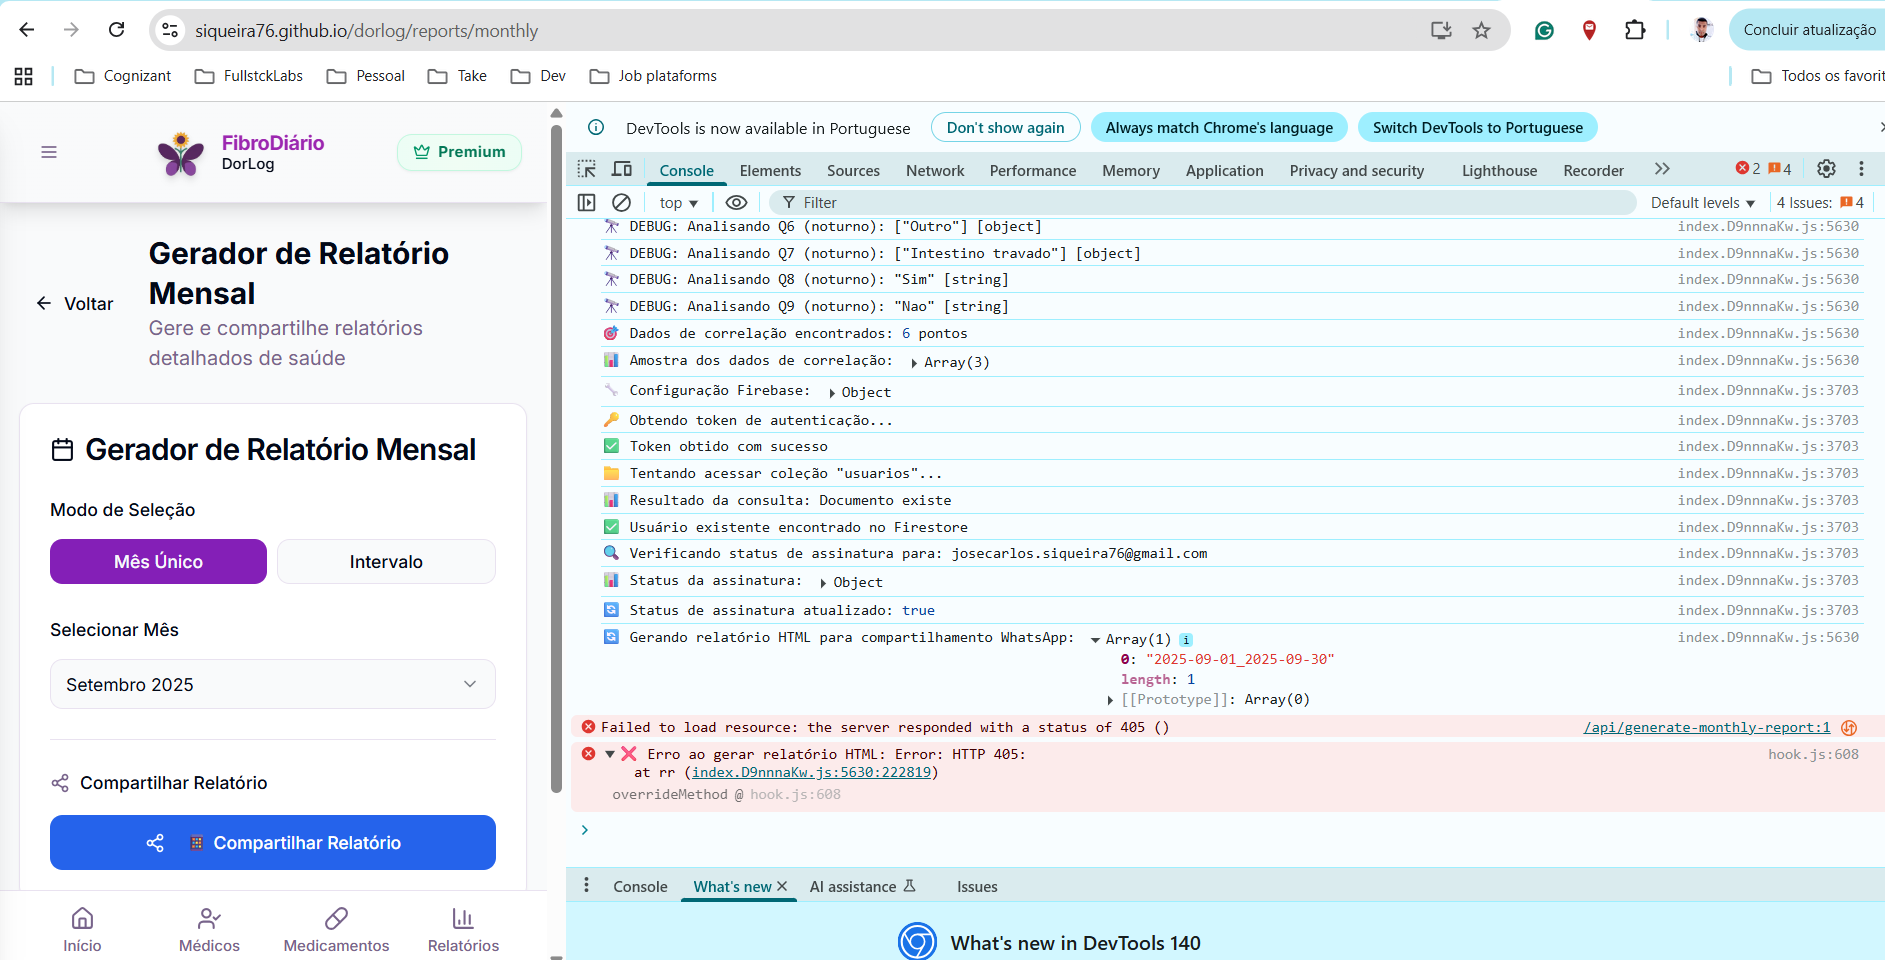 siqueira76.github.io/dorlog/reports/monthly
Concluir atualização
Cognizant
FullstckLabs
Pessoal
Take
Dev
Job plataforms
Todos os favorit
FibroDiário
DorLog
Premium
Voltar
Gerador de Relatório
Mensal
Gere e compartilhe relatórios
detalhados de saúde
Gerador de Relatório Mensal
Modo de Seleção
Mês Único
Intervalo
Selecionar Mês
Setembro 2025
Compartilhar Relatório
Compartilhar Relatório
Início
Médicos
Medicamentos
Relatórios
DevTools is now available in Portuguese
Don't show again
Always match Chrome's language
Switch DevTools to Portuguese
Console
Elements
Sources
Network
Performance
Memory
Application
Privacy and security
Lighthouse
Recorder
2
4
top
Filter
Default levels
4 Issues:
4
DEBUG: Analisando Q6 (noturno): ["Outro"] [object] index.D9nnnaKw.js:5630
DEBUG: Analisando Q7 (noturno): ["Intestino travado"] [object] index.D9nnnaKw.js:5630
DEBUG: Analisando Q8 (noturno): "Sim" [string] index.D9nnnaKw.js:5630
DEBUG: Analisando Q9 (noturno): "Nao" [string] index.D9nnnaKw.js:5630
Dados de correlação encontrados: 6 pontos index.D9nnnaKw.js:5630
Amostra dos dados de correlação: Array(3) index.D9nnnaKw.js:5630
Configuração Firebase: Object index.D9nnnaKw.js:3703
Obtendo token de autenticação... index.D9nnnaKw.js:3703
Token obtido com sucesso index.D9nnnaKw.js:3703
Tentando acessar coleção "usuarios"... index.D9nnnaKw.js:3703
Resultado da consulta: Documento existe index.D9nnnaKw.js:3703
Usuário existente encontrado no Firestore index.D9nnnaKw.js:3703
Verificando status de assinatura para: josecarlos.siqueira76@gmail.com index.D9nnnaKw.js:3703
Status da assinatura: Object index.D9nnnaKw.js:3703
Status de assinatura atualizado: true index.D9nnnaKw.js:3703
Gerando relatório HTML para compartilhamento WhatsApp: Array(1) i index.D9nnnaKw.js:5630
0: "2025-09-01_2025-09-30"
length: 1
[[Prototype]]: Array(0)
Failed to load resource: the server responded with a status of 405 () /api/generate-monthly-report:1
Erro ao gerar relatório HTML: Error: HTTP 405: hook.js:608
at rr (index.D9nnnaKw.js:5630:222819)
overrideMethod @ hook.js:608
Console
What's new
AI assistance
Issues
What's new in DevTools 140